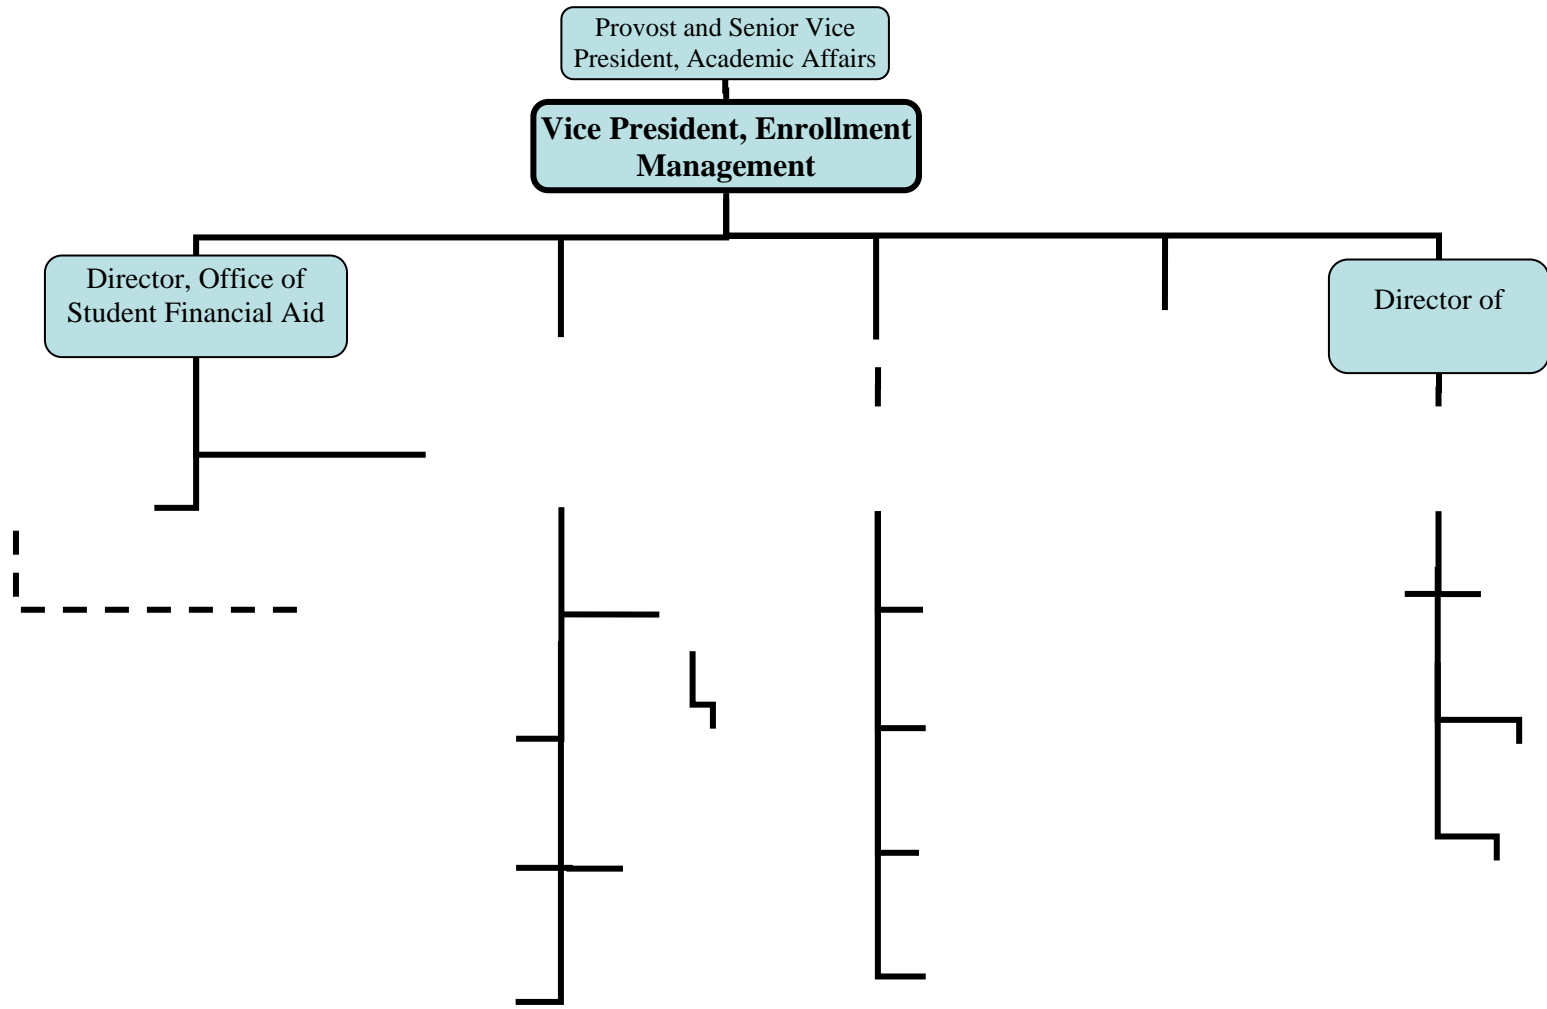 Provost and Senior Vice
President, Academic Affairs
Vice President, Enrollment
Management
Director, Office of
Student Financial Aid
Director of